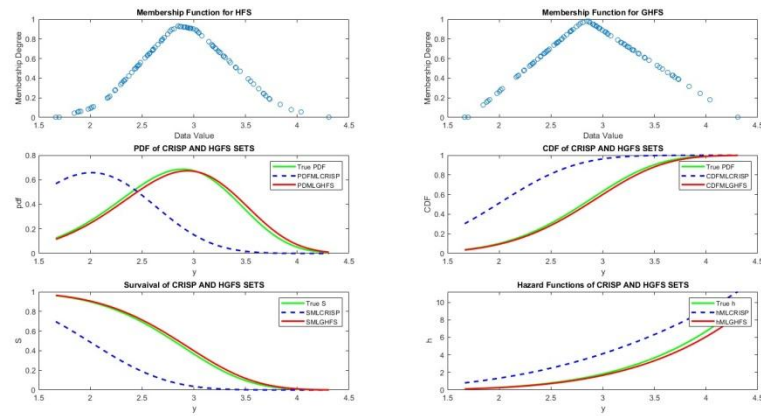 Membership Function for HFS
Membership Degree
1
0.8
0.6
0.4
0.2
0
1.5 2 2.5 3 3.5 4 4.5
Data Value
Membership Function for GHFS
Membership Degree
1
0.8
0.6
0.4
0.2
0
1.5 2 2.5 3 3.5 4 4.5
Data Value
PDF of CRISP AND HGFS SETS
pdf
0.8
0.6
0.4
0.2
0
True PDF
PDFMLCRISP
PDMLGHFS
1.5 2 2.5 3 3.5 4 4.5
y
CDF of CRISP AND HGFS SETS
CDF
1
0.8
0.6
0.4
0.2
0
True PDF
CDFMLCRISP
CDFMLGHFS
1.5 2 2.5 3 3.5 4 4.5
y
Survaival of CRISP AND HGFS SETS
S
1
0.8
0.6
0.4
0.2
0
True S
SMLCRISP
SMLGHFS
1.5 2 2.5 3 3.5 4 4.5
y
Hazard Functions of CRISP AND HGFS SETS
h
10
8
6
4
2
0
True h
hMLCRISP
hMLGHFS
1.5 2 2.5 3 3.5 4 4.5
y